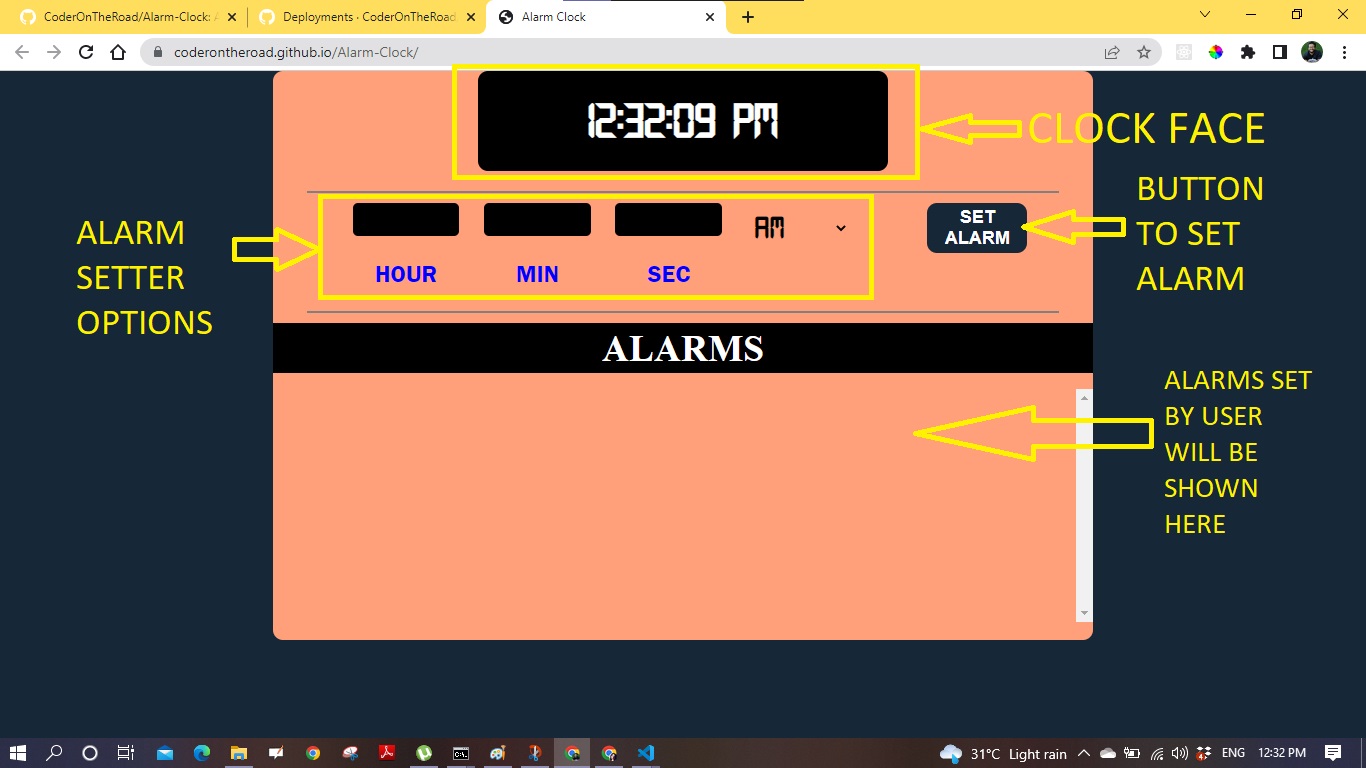 CoderOnTheRoad/Alarm-Clock:
Deployments · CoderOnTheRoad
Alarm Clock
coderontheroad.github.io/Alarm-Clock/
12:32:09 PM
CLOCK FACE
ALARM
SETTER
OPTIONS
HOUR
MIN
SEC
AM
SET
ALARM
BUTTON
TO SET
ALARM
ALARMS
ALARMS SET
BY USER
WILL BE
SHOWN
HERE
31°C Light rain
ENG
12:32 PM